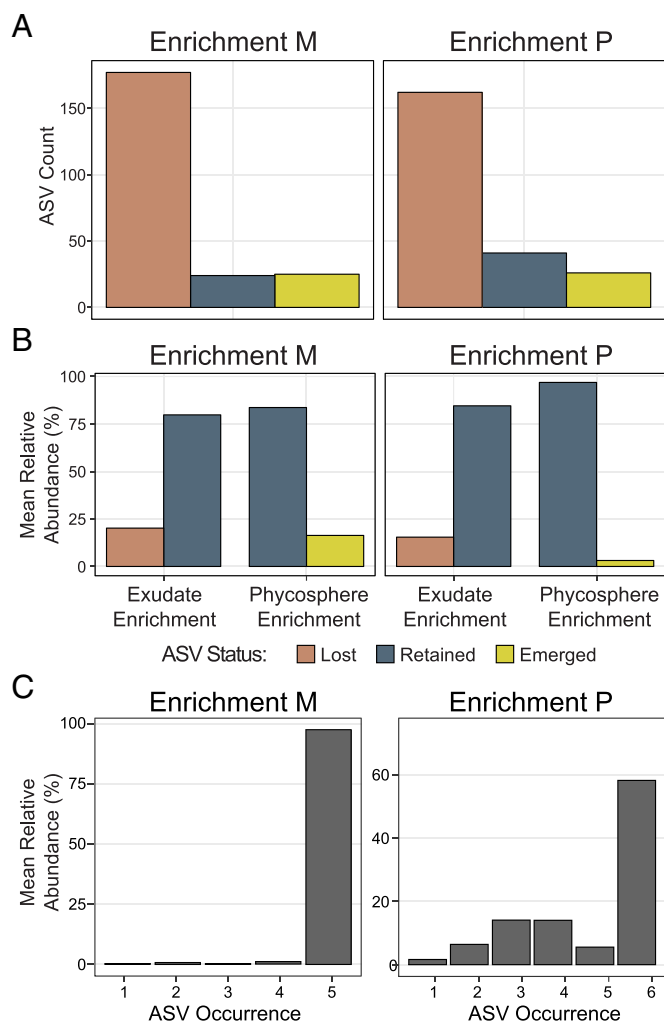 A
Enrichment M
Enrichment P
ASV Count
150
100
50
0
B
Enrichment M
Enrichment P
Mean Relative
Abundance (%)
100
75
50
25
0
Exudate
Enrichment
Phycosphere
Enrichment
Exudate
Enrichment
Phycosphere
Enrichment
ASV Status: Lost Retained Emerged
C
Enrichment M
Enrichment P
Mean Relative
Abundance (%)
100
75
50
25
0
1 2 3 4 5
ASV Occurrence
60
40
20
0
1 2 3 4 5 6
ASV Occurrence